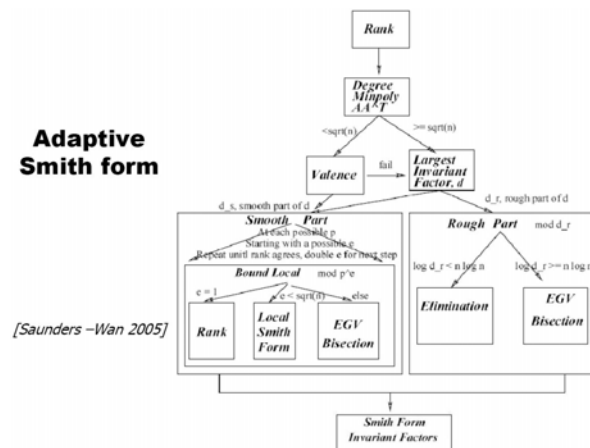 Rank
Degree
Minpoly
AA^T
Adaptive
Smith form
<sqrt(n)
>= sqrt(n)
Valence
fail
Largest
Invariant
Factor, d
d_s, smooth part of d
d_r, rough part of d
Smooth Part
At each possible p
Starting with a possible e
Repeat unitl rank agrees, double e for next step
Bound Local mod p^e
e = 1
e < sqrt(n)
else
Rank
Local
Smith
Form
EGV
Bisection
Rough Part mod d_r
log d_r < n log n
log d_r >= n log n
Elimination
EGV
Bisection
[Saunders –Wan 2005]
Smith Form
Invariant Factors